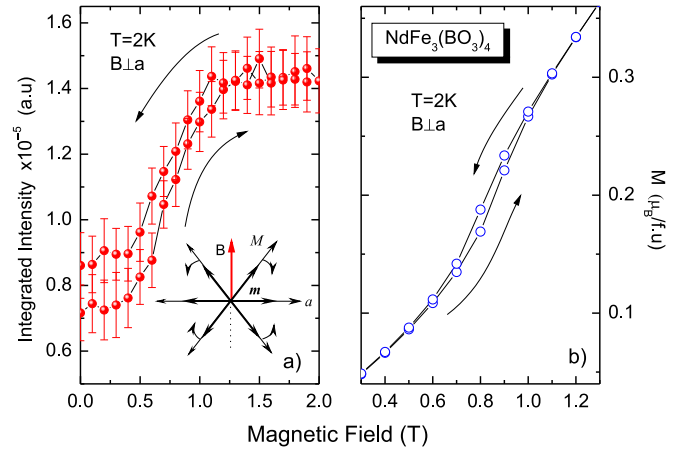 T=2K
B⊥a
Integrated Intensity x10⁻⁵ (a.u)
1.6
1.4
1.2
1.0
0.8
0.6
B
M
m
a
a)
0.0 0.5 1.0 1.5 2.0
NdFe₃(BO₃)₄
T=2K
B⊥a
M (μ_B/f.u)
0.3
0.2
0.1
b)
0.4 0.6 0.8 1.0 1.2
Magnetic Field (T)